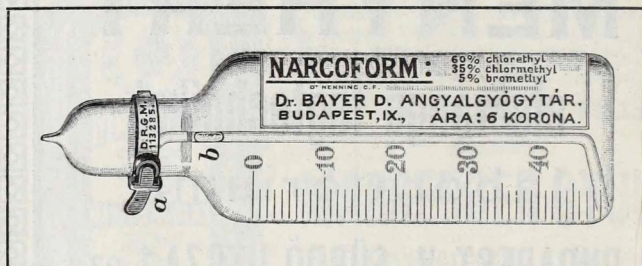 NARCOFORM:
60% chlorethyl
35% chlormethyl
5% bromethyl
Dr HENNING C.F.
Dr. BAYER D. ANGYALGYÓGYTÁR.
BUDAPEST, IX., ÁRA: 6 KORONA.
D.R.G.M.
113285.
a
b
0 10 20 30 40